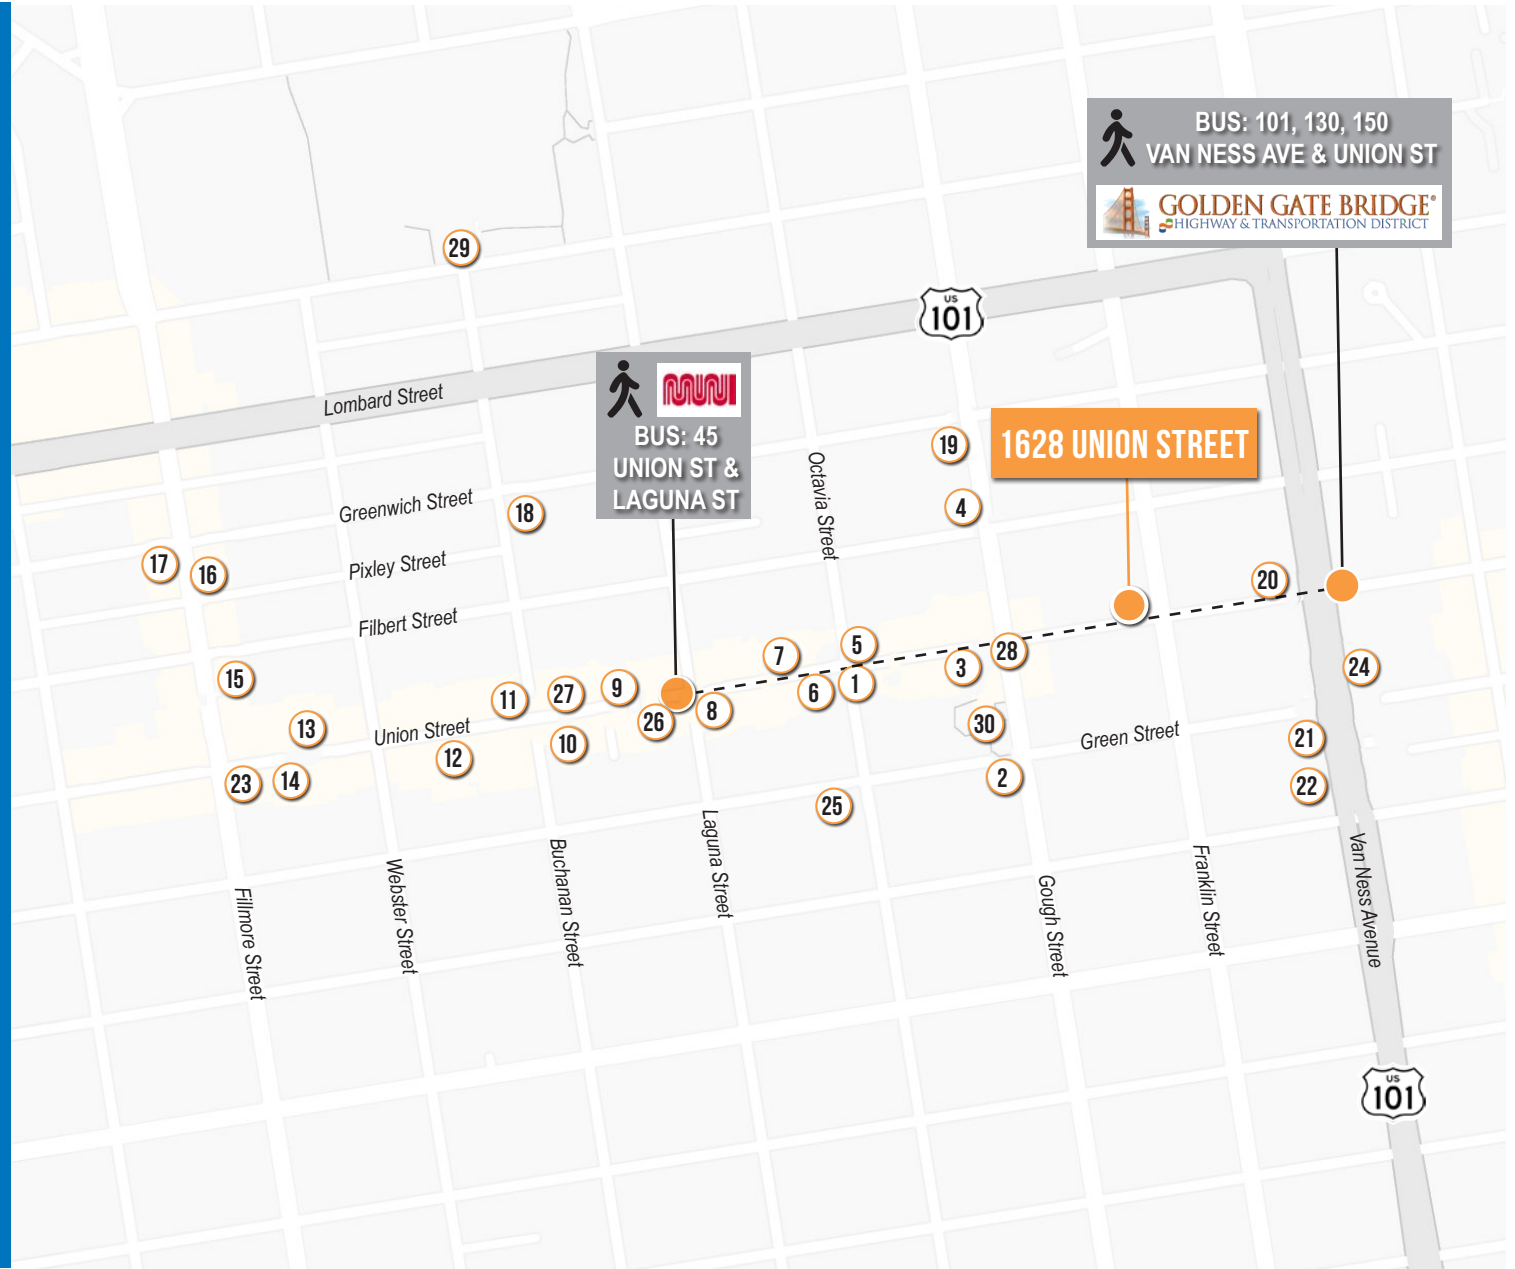 BUS: 101, 130, 150
VAN NESS AVE & UNION ST
GOLDEN GATE BRIDGE®
HIGHWAY & TRANSPORTATION DISTRICT
29
US
101
MUNI
BUS: 45
UNION ST &
LAGUNA ST
Lombard Street
1628 UNION STREET
19
4
Octavia Street
Greenwich Street
18
17
16
Pixley Street
Filbert Street
20
15
7
5
3
28
24
11
27
9
26
8
6
1
13
Union Street
12
10
30
Green Street
21
23
14
2
22
25
Fillmore Street
Webster Street
Buchanan Street
Laguna Street
Gough Street
Franklin Street
Van Ness Avenue
US
101